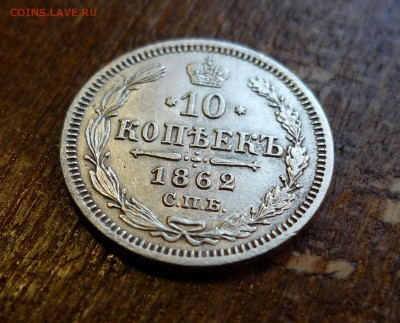 COINS.LAVE.RU
* 10 *
КОПѢЕКЪ
1862
С.П.Б.